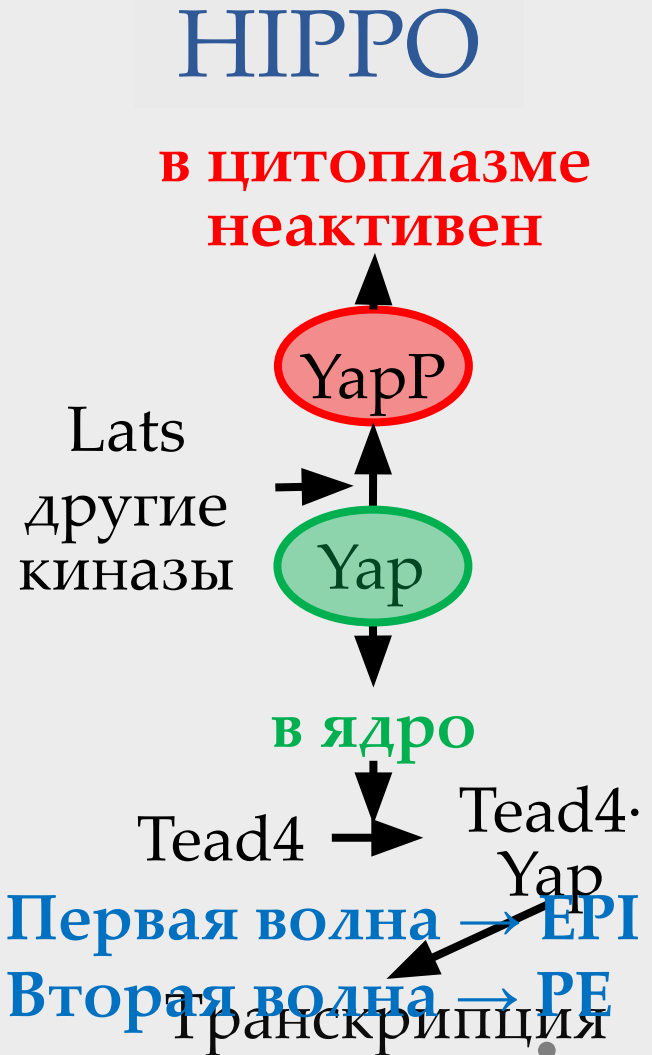 HIPPO
в цитоплазме
неактивен
YapP
Lats
другие
киназы
Yap
в ядро
Tead4
Tead4·
Yap
Первая волна → EPI
Вторая волна → PE
Транскрипция